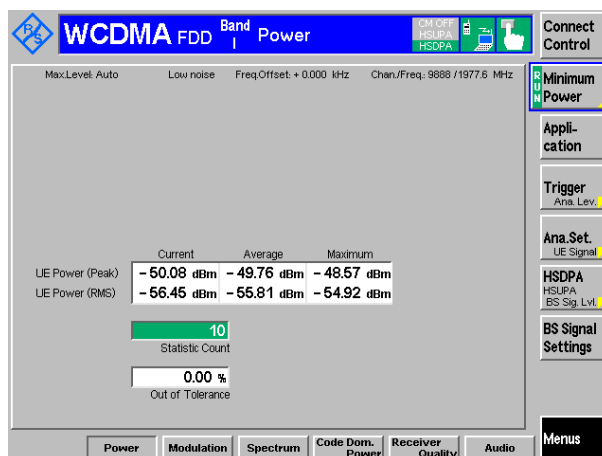 R S
WCDMA FDD Band I Power
CM OFF
HSUPA
HSDPA
Connect Control
Max.Level: Auto Low noise Freq.Offset: + 0.000 kHz Chan./Freq.: 9888 / 1977.6 MHz
RUN
Minimum Power
Appli-
cation
Trigger
Ana. Lev.
Ana.Set.
UE Signal
Current Average Maximum
UE Power (Peak) - 50.08 dBm - 49.76 dBm - 48.57 dBm
UE Power (RMS) - 56.45 dBm - 55.81 dBm - 54.92 dBm
HSDPA
HSUPA
BS Sig. Lvl.
10
Statistic Count
BS Signal Settings
0.00 %
Out of Tolerance
Power Modulation Spectrum Code Dom. Power Receiver Quality Audio
Menus